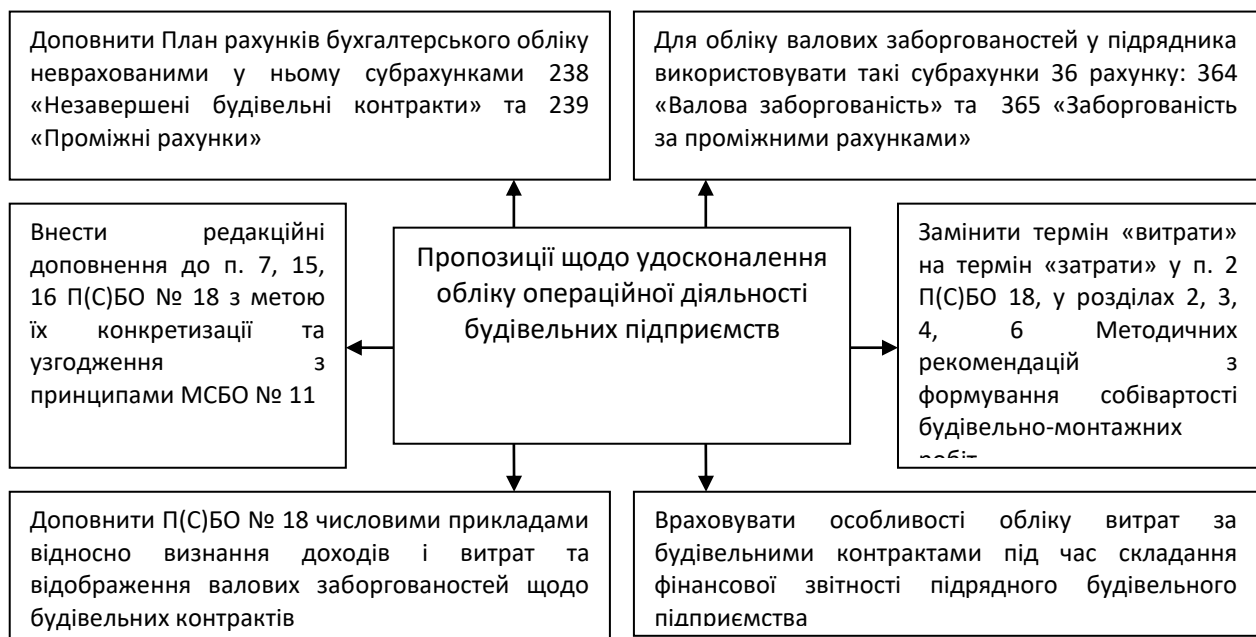 Доповнити План рахунків бухгалтерського обліку
неврахованими у ньому субрахунками 238
«Незавершені будівельні контракти» та 239
«Проміжні рахунки»
Для обліку валових заборгованостей у підрядника
використовувати такі субрахунки 36 рахунку: 364
«Валова заборгованість» та 365 «Заборгованість
за проміжними рахунками»
Внести редакційні
доповнення до п. 7, 15,
16 П(С)БО № 18 з метою
їх конкретизації та
узгодження з
принципами МСБО № 11
Пропозиції щодо удосконалення
обліку операційної діяльності
будівельних підприємств
Замінити термін «витрати»
на термін «затрати» у п. 2
П(С)БО 18, у розділах 2, 3,
4, 6 Методичних
рекомендацій з
формування собівартості
будівельно-монтажних
робіт
Доповнити П(С)БО № 18 числовими прикладами
відносно визнання доходів і витрат та
відображення валових заборгованостей щодо
будівельних контрактів
Враховувати особливості обліку витрат за
будівельними контрактами під час складання
фінансової звітності підрядного будівельного
підприємства